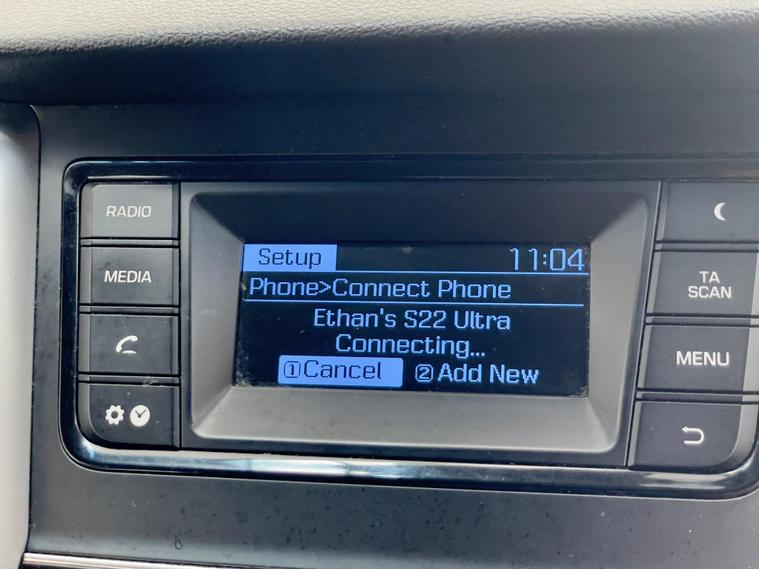 RADIO
MEDIA
Setup 11:04
Phone>Connect Phone
Ethan's S22 Ultra
Connecting...
①Cancel ②Add New
TA
SCAN
MENU